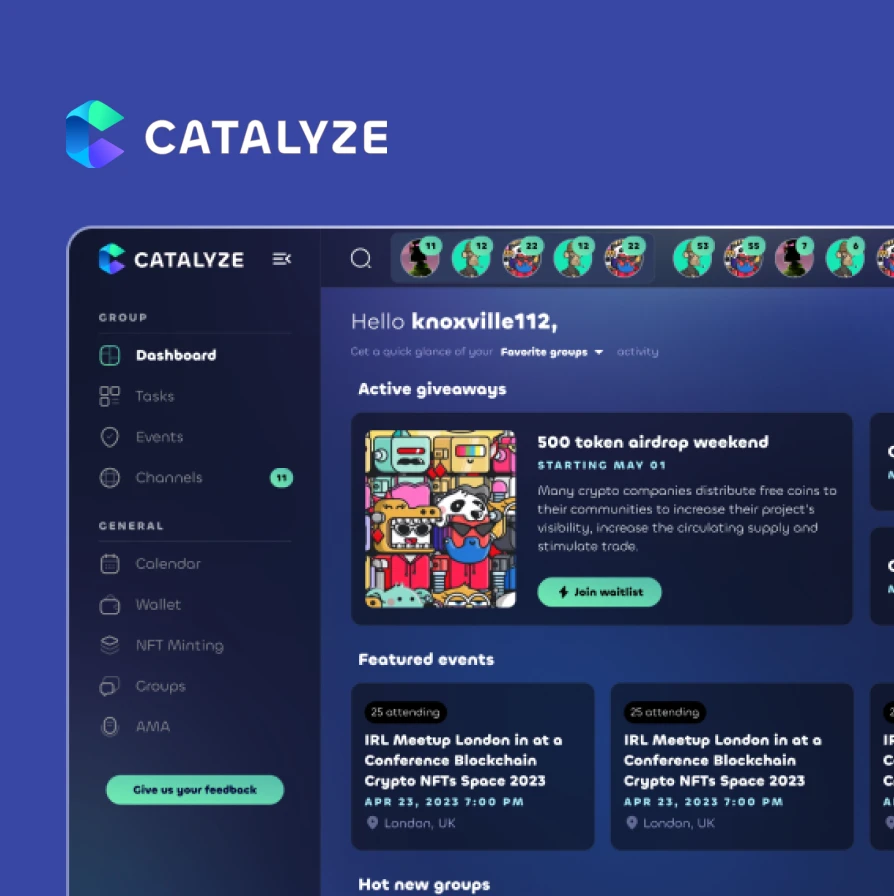 CATALYZE
CATALYZE
11 12 22 12 22 53 55 7 6
GROUP
Dashboard
Tasks
Events
Channels 11
GENERAL
Calendar
Wallet
NFT Minting
Groups
AMA
Give us your feedback
Hello knoxville112,
Get a quick glance of your Favorite groups activity
Active giveaways
500 token airdrop weekend
STARTING MAY 01
Many crypto companies distribute free coins to
their communities to increase their project's
visibility, increase the circulating supply and
stimulate trade.
Join waitlist
Featured events
25 attending
IRL Meetup London in at a
Conference Blockchain
Crypto NFTs Space 2023
APR 23, 2023 7:00 PM
London, UK
25 attending
IRL Meetup London in at a
Conference Blockchain
Crypto NFTs Space 2023
APR 23, 2023 7:00 PM
London, UK
Hot new groups